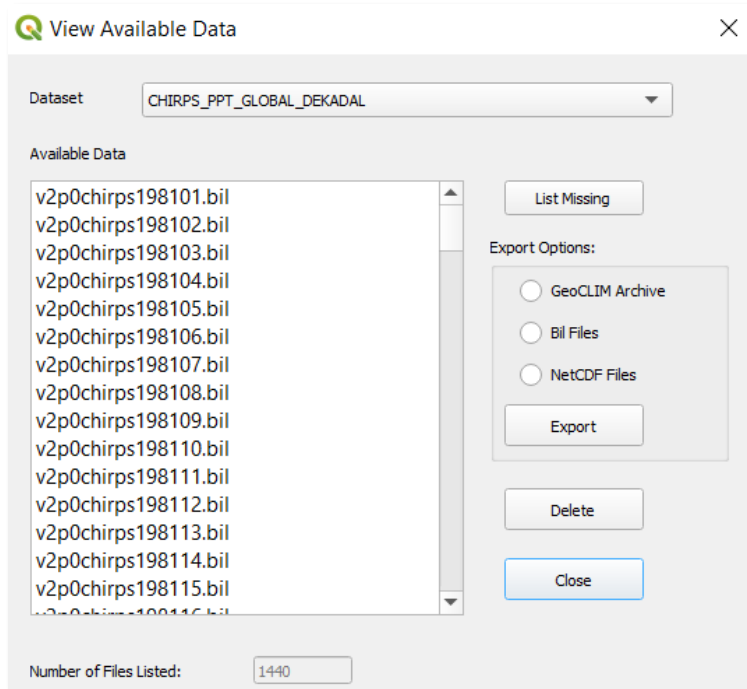 View Available Data
Dataset
CHIRPS_PPT_GLOBAL_DEKADAL
Available Data
v2p0chirps198101.bil
v2p0chirps198102.bil
v2p0chirps198103.bil
v2p0chirps198104.bil
v2p0chirps198105.bil
v2p0chirps198106.bil
v2p0chirps198107.bil
v2p0chirps198108.bil
v2p0chirps198109.bil
v2p0chirps198110.bil
v2p0chirps198111.bil
v2p0chirps198112.bil
v2p0chirps198113.bil
v2p0chirps198114.bil
v2p0chirps198115.bil
List Missing
Export Options:
GeoCLIM Archive
Bil Files
NetCDF Files
Export
Delete
Close
Number of Files Listed:
1440